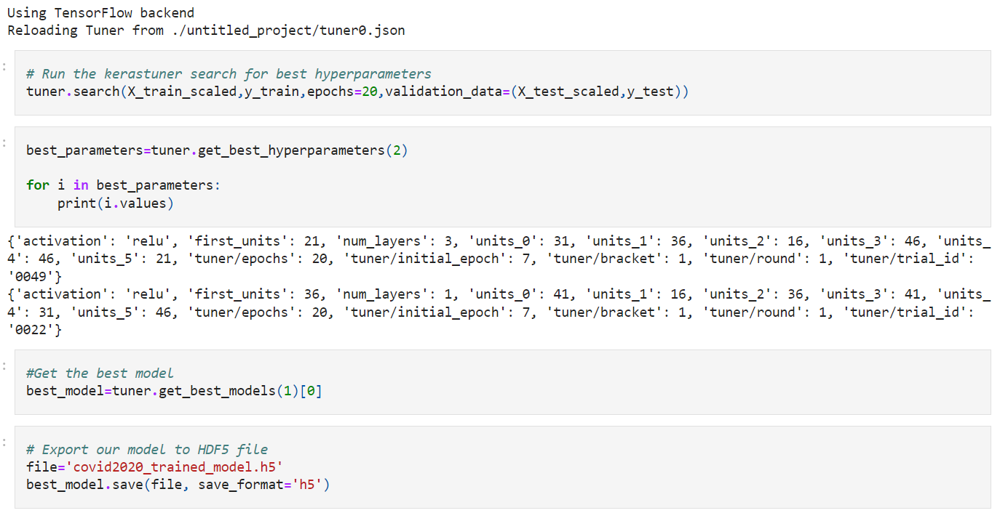 Using TensorFlow backend
Reloading Tuner from ./untitled_project/tuner0.json
:
# Run the kerastuner search for best hyperparameters
tuner.search(X_train_scaled,y_train,epochs=20,validation_data=(X_test_scaled,y_test))
:
best_parameters=tuner.get_best_hyperparameters(2)
for i in best_parameters:
    print(i.values)
{'activation': 'relu', 'first_units': 21, 'num_layers': 3, 'units_0': 31, 'units_1': 36, 'units_2': 16, 'units_3': 46, 'units_
4': 46, 'units_5': 21, 'tuner/epochs': 20, 'tuner/initial_epoch': 7, 'tuner/bracket': 1, 'tuner/round': 1, 'tuner/trial_id':
'0049'}
{'activation': 'relu', 'first_units': 36, 'num_layers': 1, 'units_0': 41, 'units_1': 16, 'units_2': 36, 'units_3': 41, 'units_
4': 31, 'units_5': 46, 'tuner/epochs': 20, 'tuner/initial_epoch': 7, 'tuner/bracket': 1, 'tuner/round': 1, 'tuner/trial_id':
'0022'}
:
#Get the best model
best_model=tuner.get_best_models(1)[0]
:
# Export our model to HDF5 file
file='covid2020_trained_model.h5'
best_model.save(file, save_format='h5')